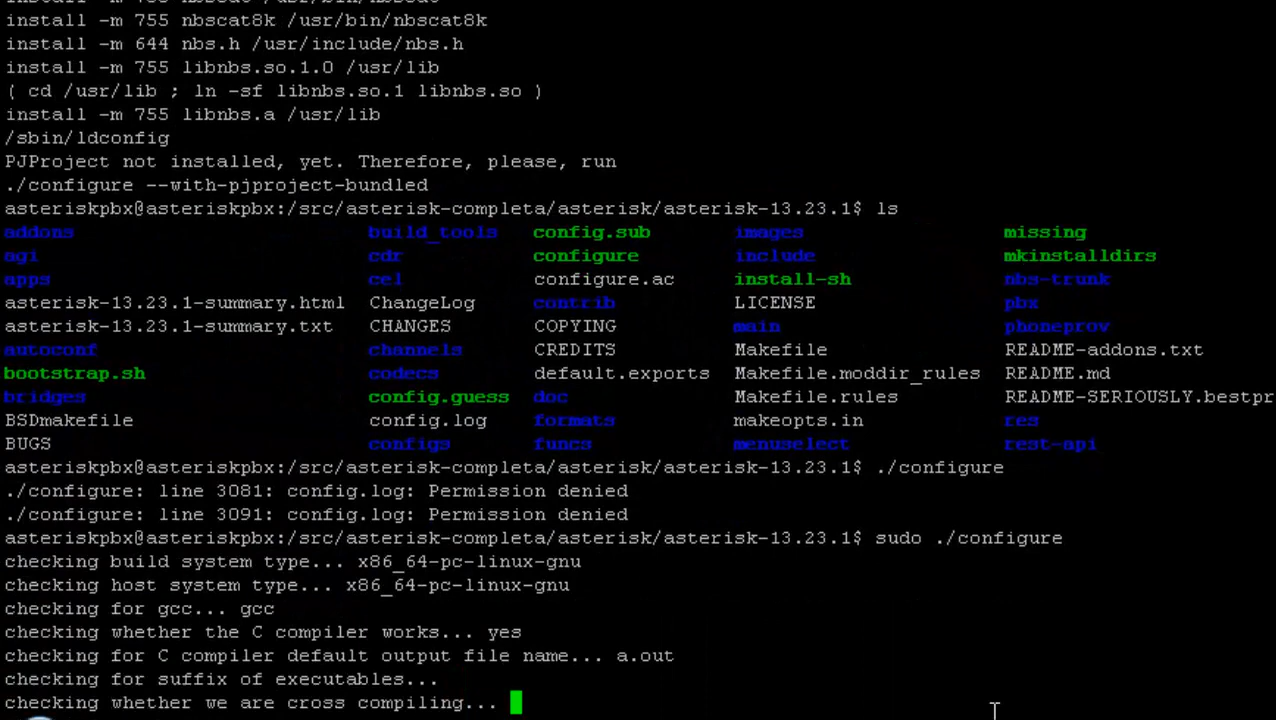 install -m 755 nbscat8k /usr/bin/nbscat8k
install -m 644 nbs.h /usr/include/nbs.h
install -m 755 libnbs.so.1.0 /usr/lib
( cd /usr/lib ; ln -sf libnbs.so.1 libnbs.so )
install -m 755 libnbs.a /usr/lib
/sbin/ldconfig
PJProject not installed, yet. Therefore, please, run
./configure --with-pjproject-bundled
asteriskpbx@asteriskpbx:/src/asterisk-completa/asterisk/asterisk-13.23.1$ ls
addons build_tools config.sub images missing
agi cdr configure include mkinstalldirs
apps cel configure.ac install-sh nbs-trunk
asterisk-13.23.1-summary.html ChangeLog contrib LICENSE pbx
asterisk-13.23.1-summary.txt CHANGES COPYING main phoneprov
autoconf channels CREDITS Makefile README-addons.txt
bootstrap.sh codecs default.exports Makefile.moddir_rules README.md
bridges config.guess doc Makefile.rules README-SERIOUSLY.bestpr
BSDmakefile config.log formats makeopts.in res
BUGS configs funcs menuselect rest-api
asteriskpbx@asteriskpbx:/src/asterisk-completa/asterisk/asterisk-13.23.1$ ./configure
./configure: line 3081: config.log: Permission denied
./configure: line 3091: config.log: Permission denied
asteriskpbx@asteriskpbx:/src/asterisk-completa/asterisk/asterisk-13.23.1$ sudo ./configure
checking build system type... x86_64-pc-linux-gnu
checking host system type... x86_64-pc-linux-gnu
checking for gcc... gcc
checking whether the C compiler works... yes
checking for C compiler default output file name... a.out
checking for suffix of executables...
checking whether we are cross compiling...